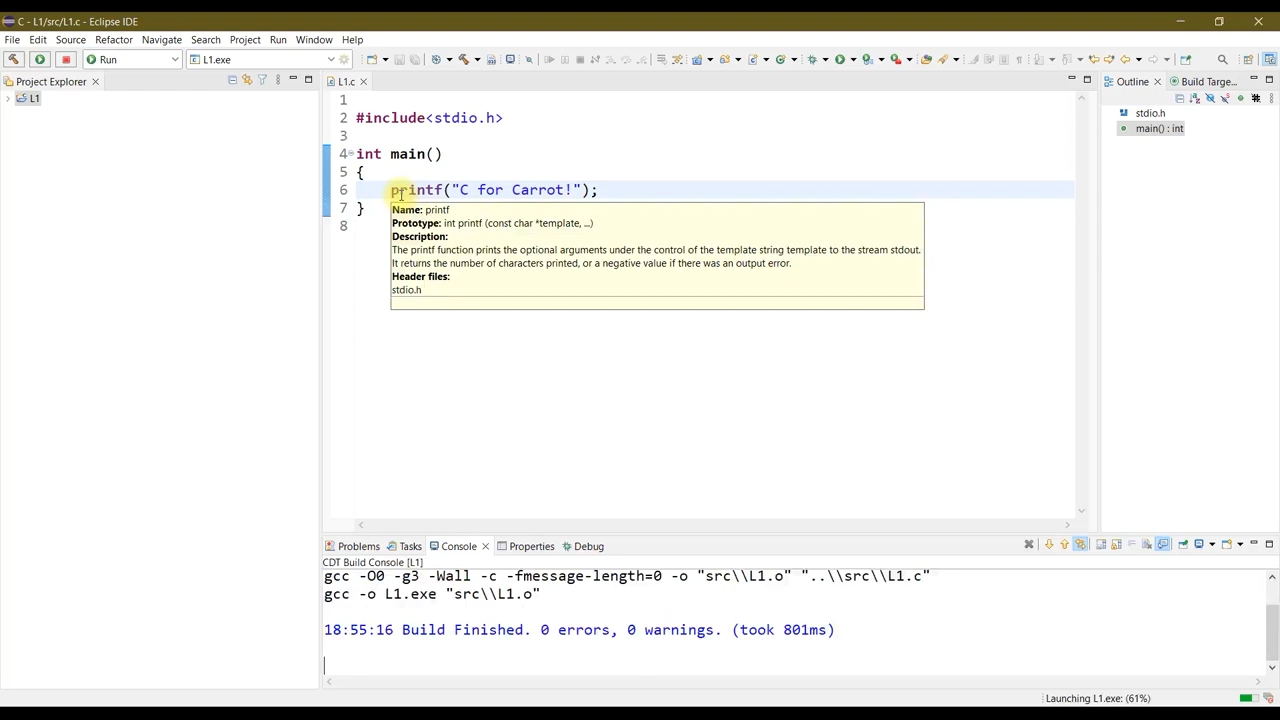 C - L1/src/L1.c - Eclipse IDE
File Edit Source Refactor Navigate Search Project Run Window Help
Run L1.exe
Project Explorer
L1
L1.c
1
2 #include<stdio.h>
3
4 int main()
5 {
6 printf("C for Carrot!");
7 }
8
Name: printf
Prototype: int printf (const char *template, ...)
Description:
The printf function prints the optional arguments under the control of the template string template to the stream stdout.
It returns the number of characters printed, or a negative value if there was an output error.
Header files:
stdio.h
Outline Build Targe...
stdio.h
main() : int
Problems Tasks Console Properties Debug
CDT Build Console [L1]
gcc -O0 -g3 -Wall -c -fmessage-length=0 -o "src\\L1.o" "..\\src\\L1.c"
gcc -o L1.exe "src\\L1.o"
18:55:16 Build Finished. 0 errors, 0 warnings. (took 801ms)
Launching L1.exe: (61%)